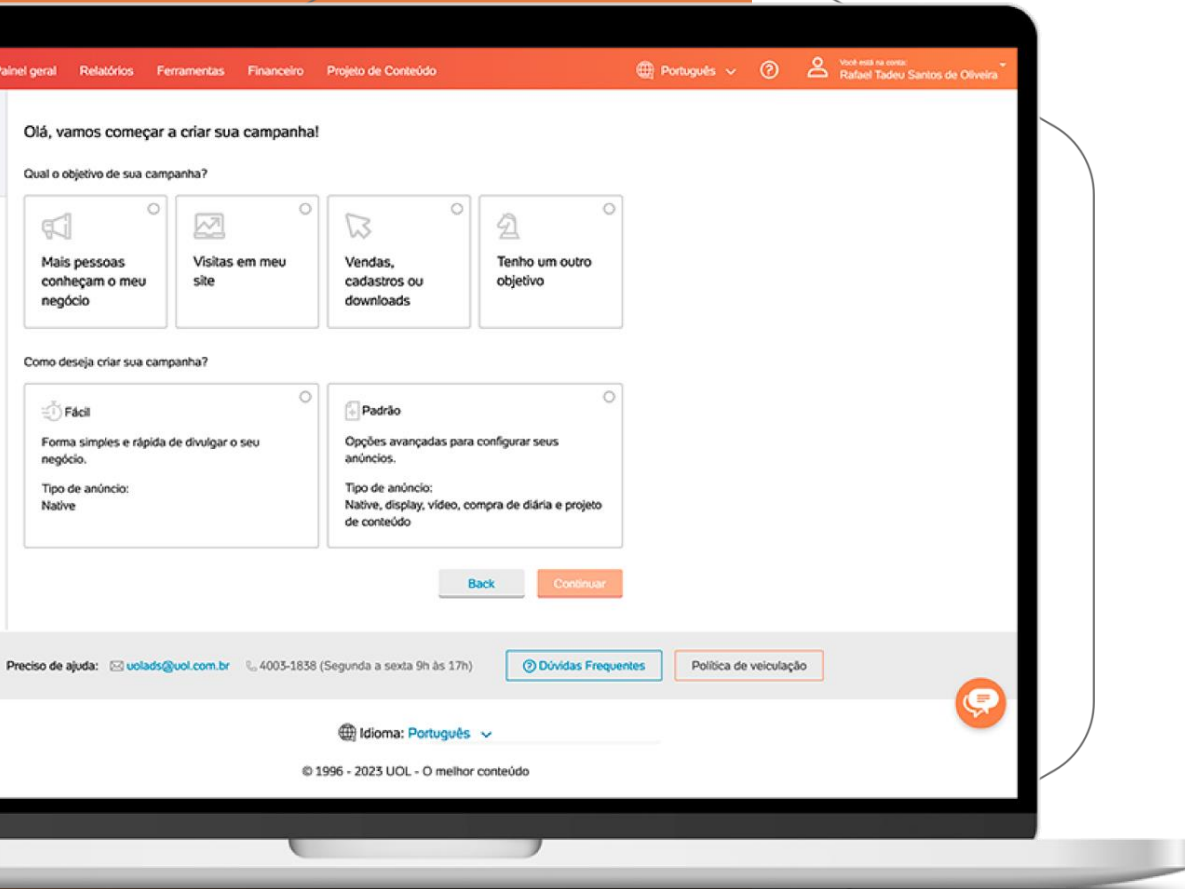 Painel geral Relatórios Ferramentas Financeiro Projeto de Conteúdo Português Você está na conta:
Rafael Tadeu Santos de Oliveira
Olá, vamos começar a criar sua campanha!
Qual o objetivo de sua campanha?
Mais pessoas
conheçam o meu
negócio
Visitas em meu
site
Vendas,
cadastros ou
downloads
Tenho um outro
objetivo
Como deseja criar sua campanha?
Fácil
Forma simples e rápida de divulgar o seu
negócio.
Tipo de anúncio:
Native
Padrão
Opções avançadas para configurar seus
anúncios.
Tipo de anúncio:
Native, display, vídeo, compra de diária e projeto
de conteúdo
Back Continuar
Preciso de ajuda: uolads@uol.com.br 4003-1838 (Segunda a sexta 9h às 17h) Dúvidas Frequentes Política de veiculação
Idioma: Português
© 1996 - 2023 UOL - O melhor conteúdo